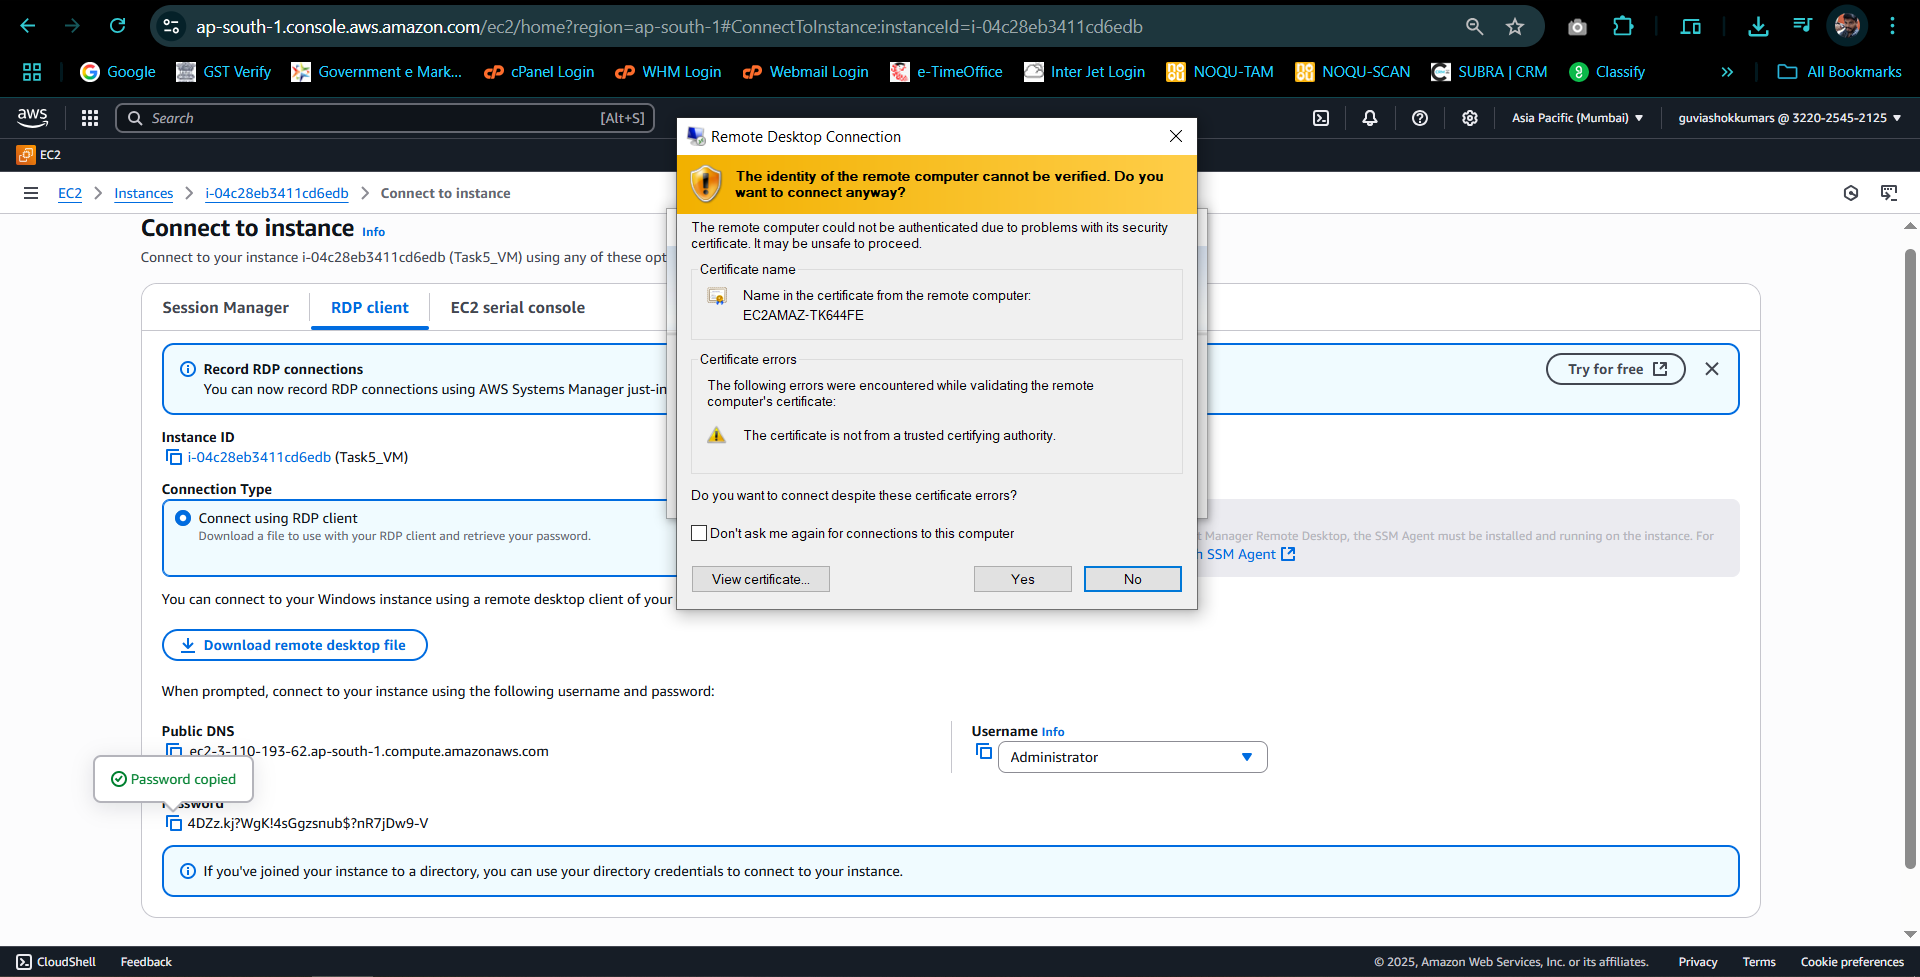 ap-south-1.console.aws.amazon.com/ec2/home?region=ap-south-1#ConnectToInstance:instanceId=i-04c28eb3411cd6edb
Google GST Verify Government e Mark... cPanel Login WHM Login Webmail Login e-TimeOffice Inter Jet Login NOQU-TAM NOQU-SCAN SUBRA | CRM Classify » All Bookmarks
aws Search [Alt+S] Asia Pacific (Mumbai) guviashokkumars @ 3220-2545-2125
EC2
EC2 > Instances > i-04c28eb3411cd6edb > Connect to instance
Connect to instance Info
Connect to your instance i-04c28eb3411cd6edb (Task5_VM) using any of these opt
Session Manager RDP client EC2 serial console
Record RDP connections
You can now record RDP connections using AWS Systems Manager just-in
Try for free
Instance ID
i-04c28eb3411cd6edb (Task5_VM)
Connection Type
Connect using RDP client
Download a file to use with your RDP client and retrieve your password.
t Manager Remote Desktop, the SSM Agent must be installed and running on the instance. For
SSM Agent
You can connect to your Windows instance using a remote desktop client of your
Download remote desktop file
When prompted, connect to your instance using the following username and password:
Public DNS
ec2-3-110-193-62.ap-south-1.compute.amazonaws.com
Username Info
Administrator
Password copied
Password
4DZz.kj?WgK!4sGgzsnub$?nR7jDw9-V
If you've joined your instance to a directory, you can use your directory credentials to connect to your instance.
Remote Desktop Connection
The identity of the remote computer cannot be verified. Do you
want to connect anyway?
The remote computer could not be authenticated due to problems with its security
certificate. It may be unsafe to proceed.
Certificate name
Name in the certificate from the remote computer:
EC2AMAZ-TK644FE
Certificate errors
The following errors were encountered while validating the remote
computer's certificate:
The certificate is not from a trusted certifying authority.
Do you want to connect despite these certificate errors?
Don't ask me again for connections to this computer
View certificate... Yes No
CloudShell Feedback © 2025, Amazon Web Services, Inc. or its affiliates. Privacy Terms Cookie preferences